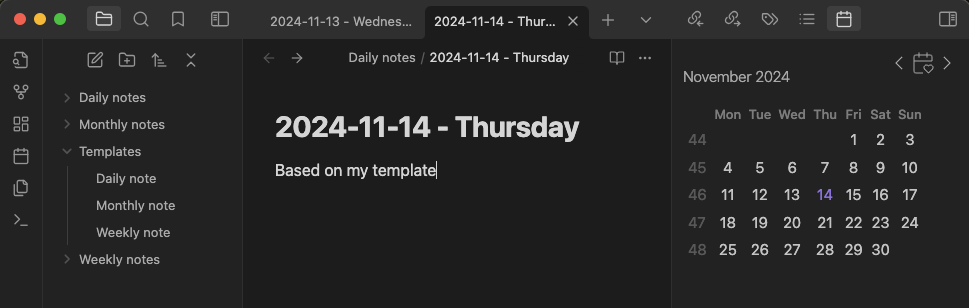 2024-11-13 - Wednes...
2024-11-14 - Thur...
Daily notes
Monthly notes
Templates
Daily note
Monthly note
Weekly note
Weekly notes
Daily notes / 2024-11-14 - Thursday
2024-11-14 - Thursday
Based on my template
November 2024
Mon Tue Wed Thu Fri Sat Sun
44 1 2 3
45 4 5 6 7 8 9 10
46 11 12 13 14 15 16 17
47 18 19 20 21 22 23 24
48 25 26 27 28 29 30